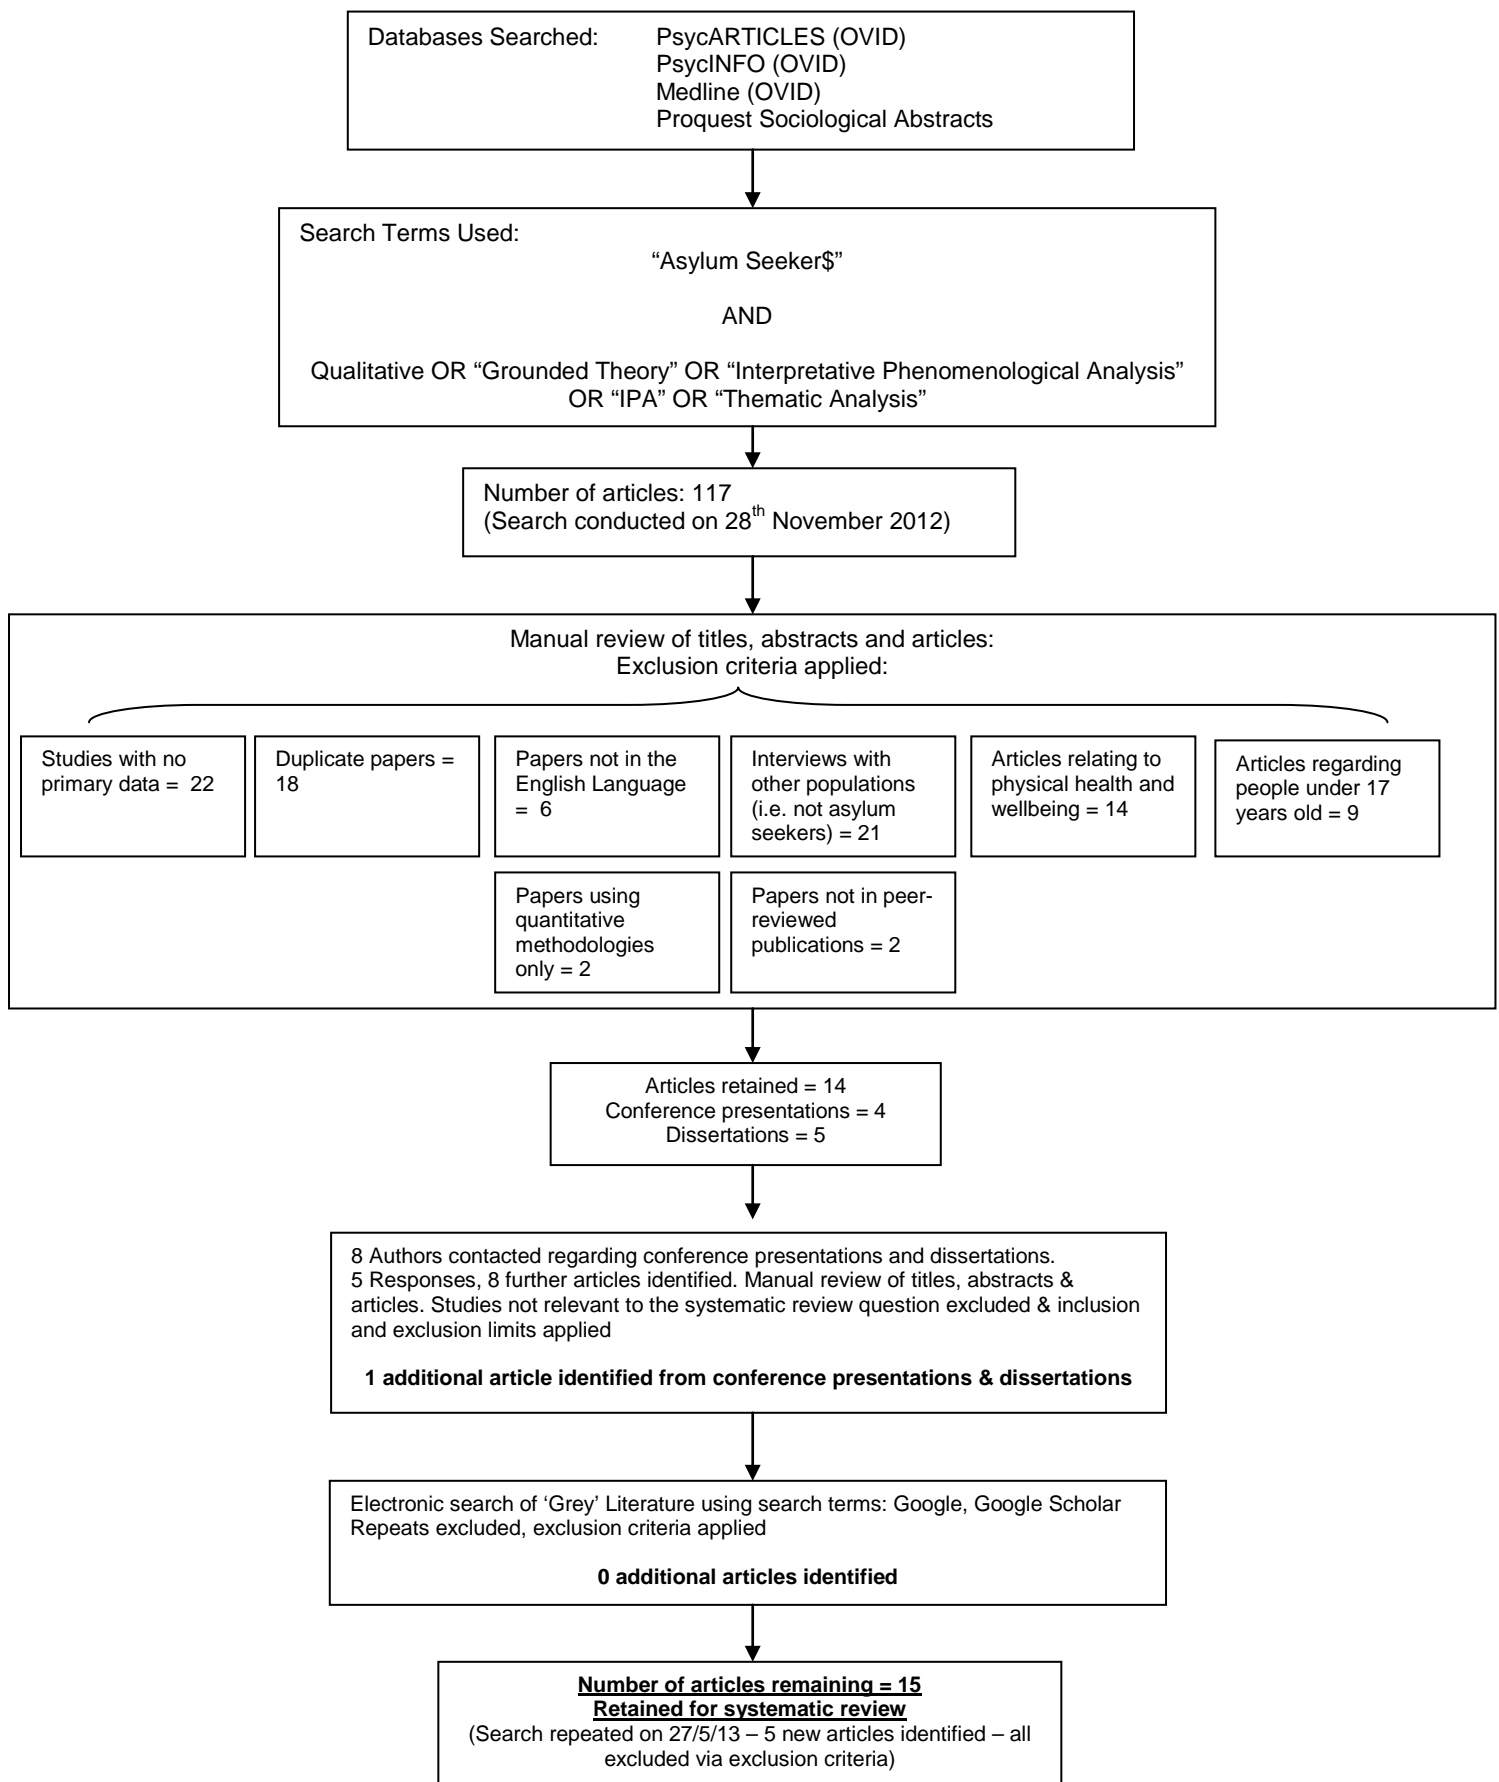 Databases Searched: PsycARTICLES (OVID)
PsycINFO (OVID)
Medline (OVID)
Proquest Sociological Abstracts
Search Terms Used:
“Asylum Seeker$”
AND
Qualitative OR “Grounded Theory” OR “Interpretative Phenomenological Analysis”
OR “IPA” OR “Thematic Analysis”
Number of articles: 117
(Search conducted on 28th November 2012)
Manual review of titles, abstracts and articles:
Exclusion criteria applied:
Studies with no
primary data = 22
Duplicate papers =
18
Papers not in the
English Language
= 6
Interviews with
other populations
(i.e. not asylum
seekers) = 21
Articles relating to
physical health and
wellbeing = 14
Articles regarding
people under 17
years old = 9
Papers using
quantitative
methodologies
only = 2
Papers not in peer-
reviewed
publications = 2
Articles retained = 14
Conference presentations = 4
Dissertations = 5
8 Authors contacted regarding conference presentations and dissertations.
5 Responses, 8 further articles identified. Manual review of titles, abstracts &
articles. Studies not relevant to the systematic review question excluded & inclusion
and exclusion limits applied
1 additional article identified from conference presentations & dissertations
Electronic search of ‘Grey’ Literature using search terms: Google, Google Scholar
Repeats excluded, exclusion criteria applied
0 additional articles identified
Number of articles remaining = 15
Retained for systematic review
(Search repeated on 27/5/13 – 5 new articles identified – all
excluded via exclusion criteria)